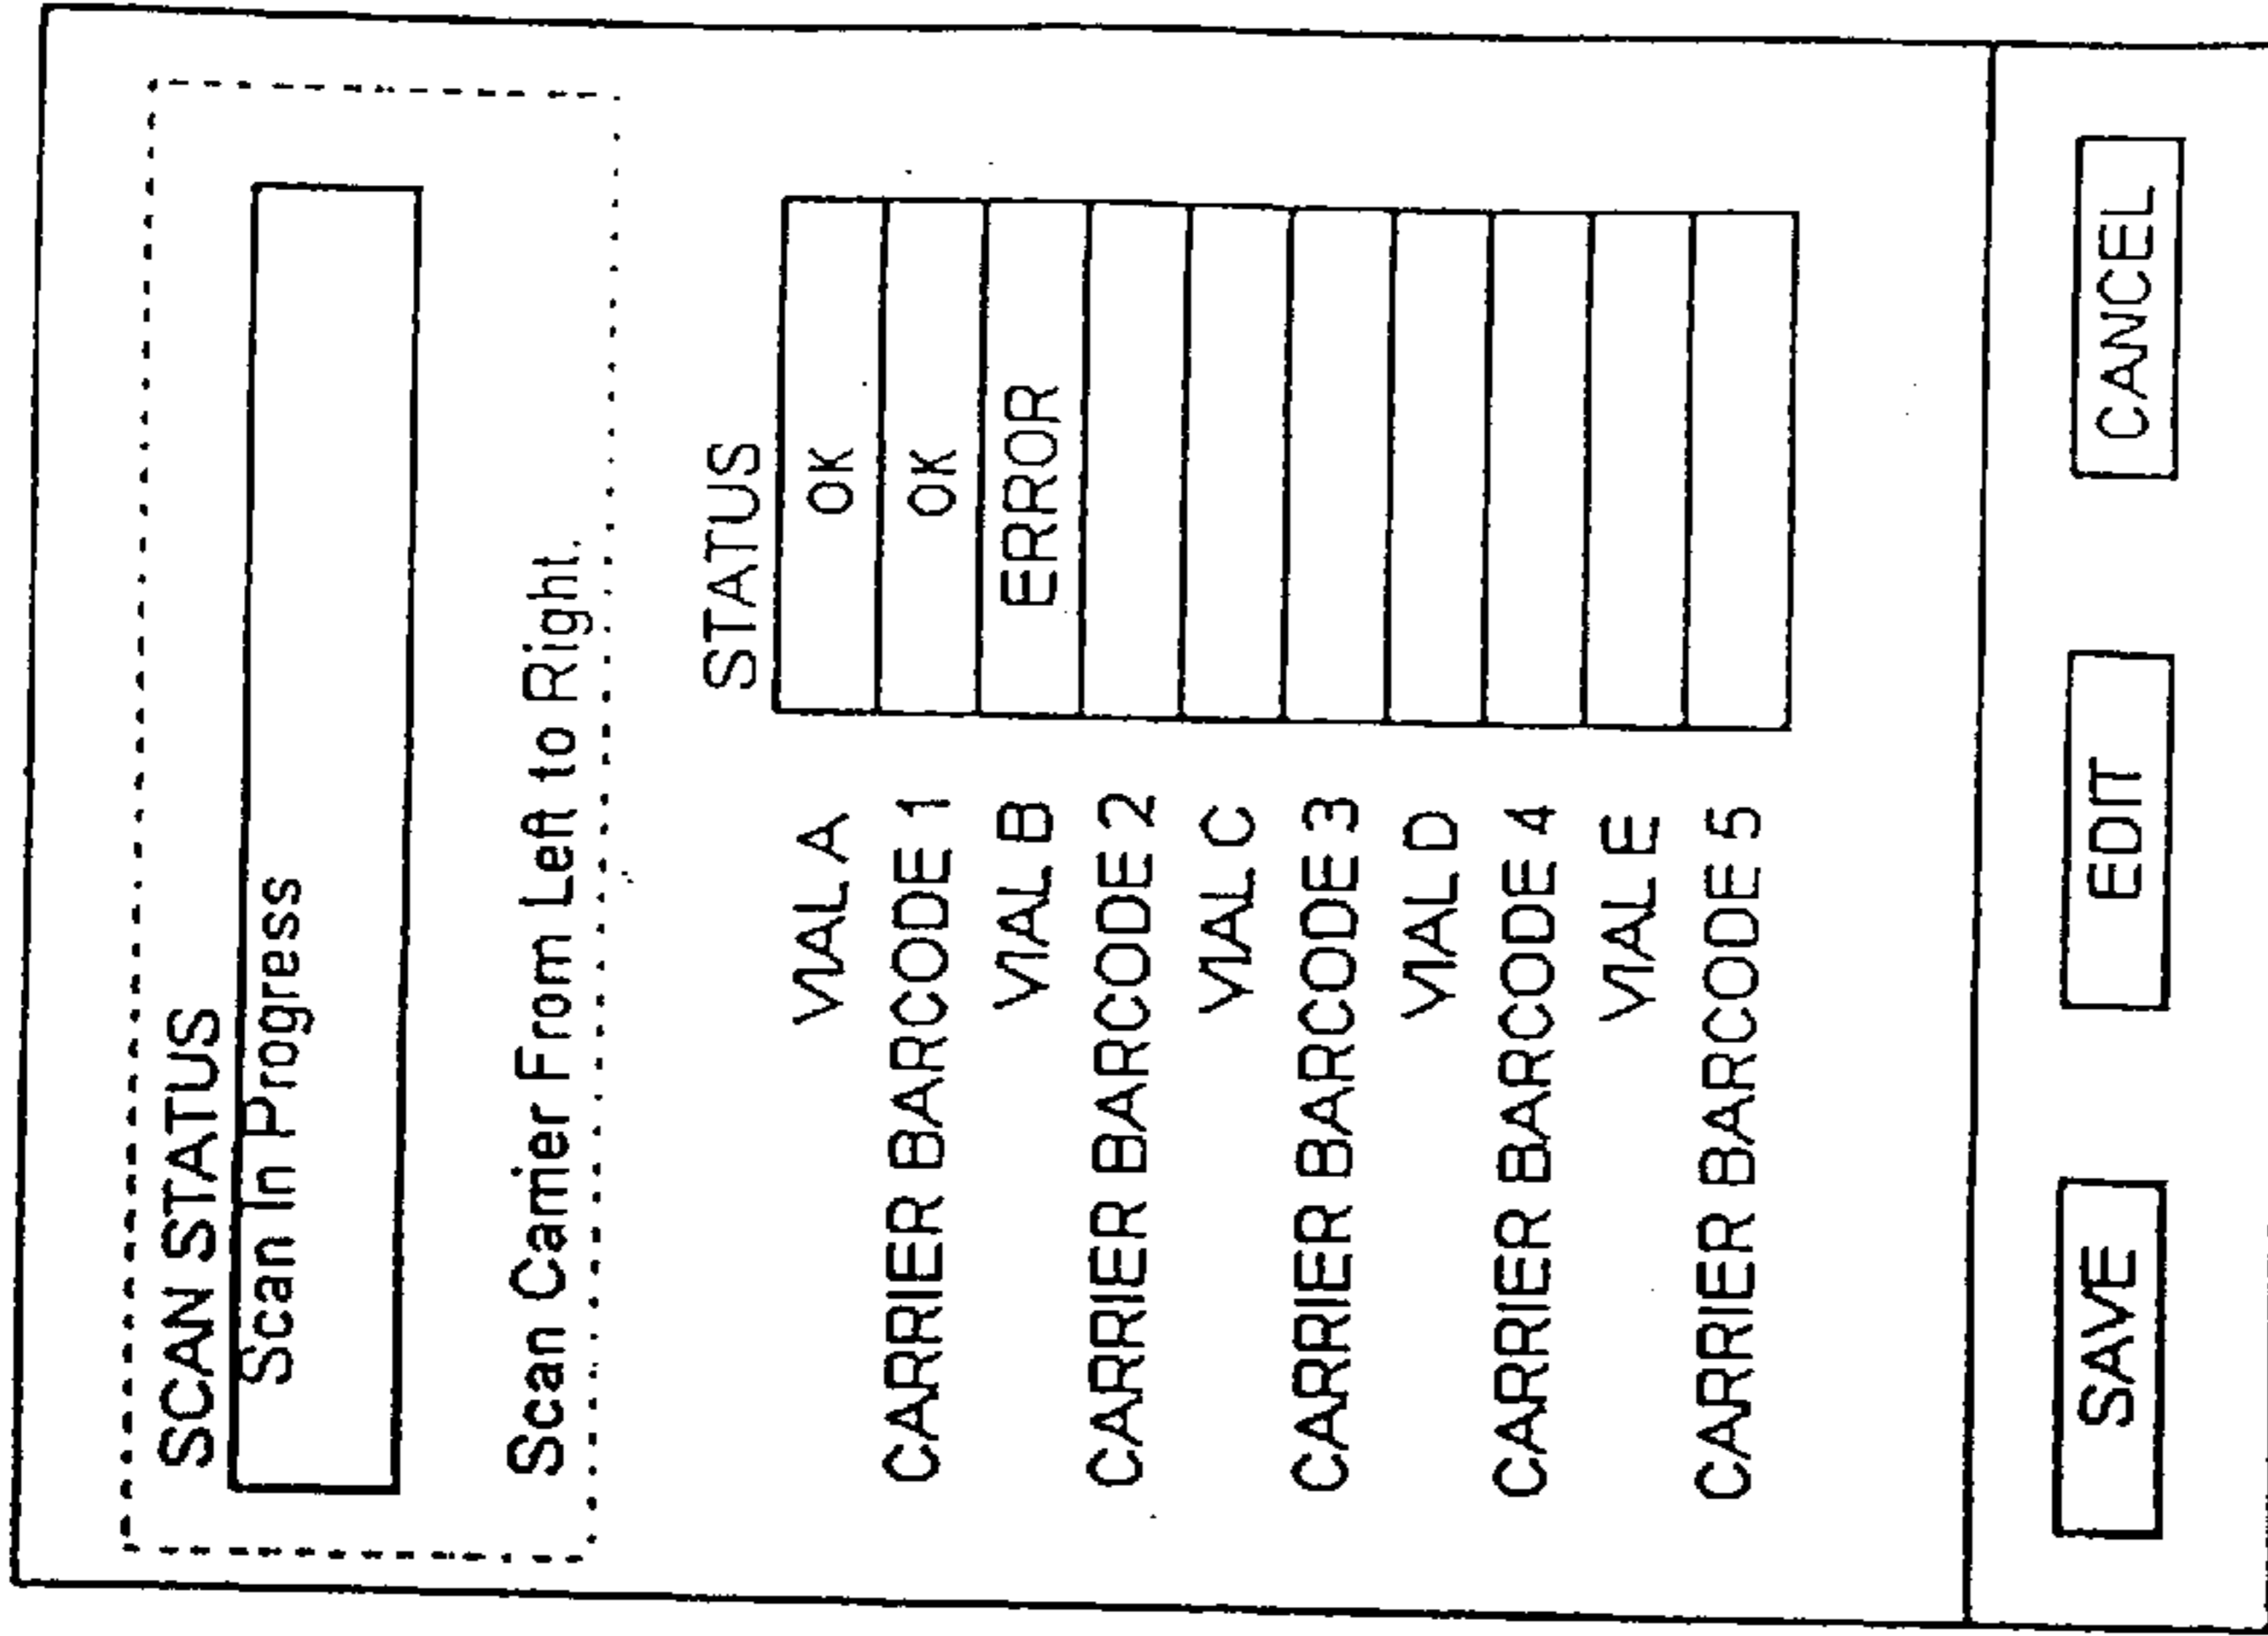 SCAN STATUS
Scan In Progress
Scan Carrier From Left to Right.
STATUS
VIAL A OK
CARRIER BARCODE 1 OK
VIAL B ERROR
CARRIER BARCODE 2
VIAL C
CARRIER BARCODE 3
VIAL D
CARRIER BARCODE 4
VIAL E
CARRIER BARCODE 5
SAVE EDIT CANCEL